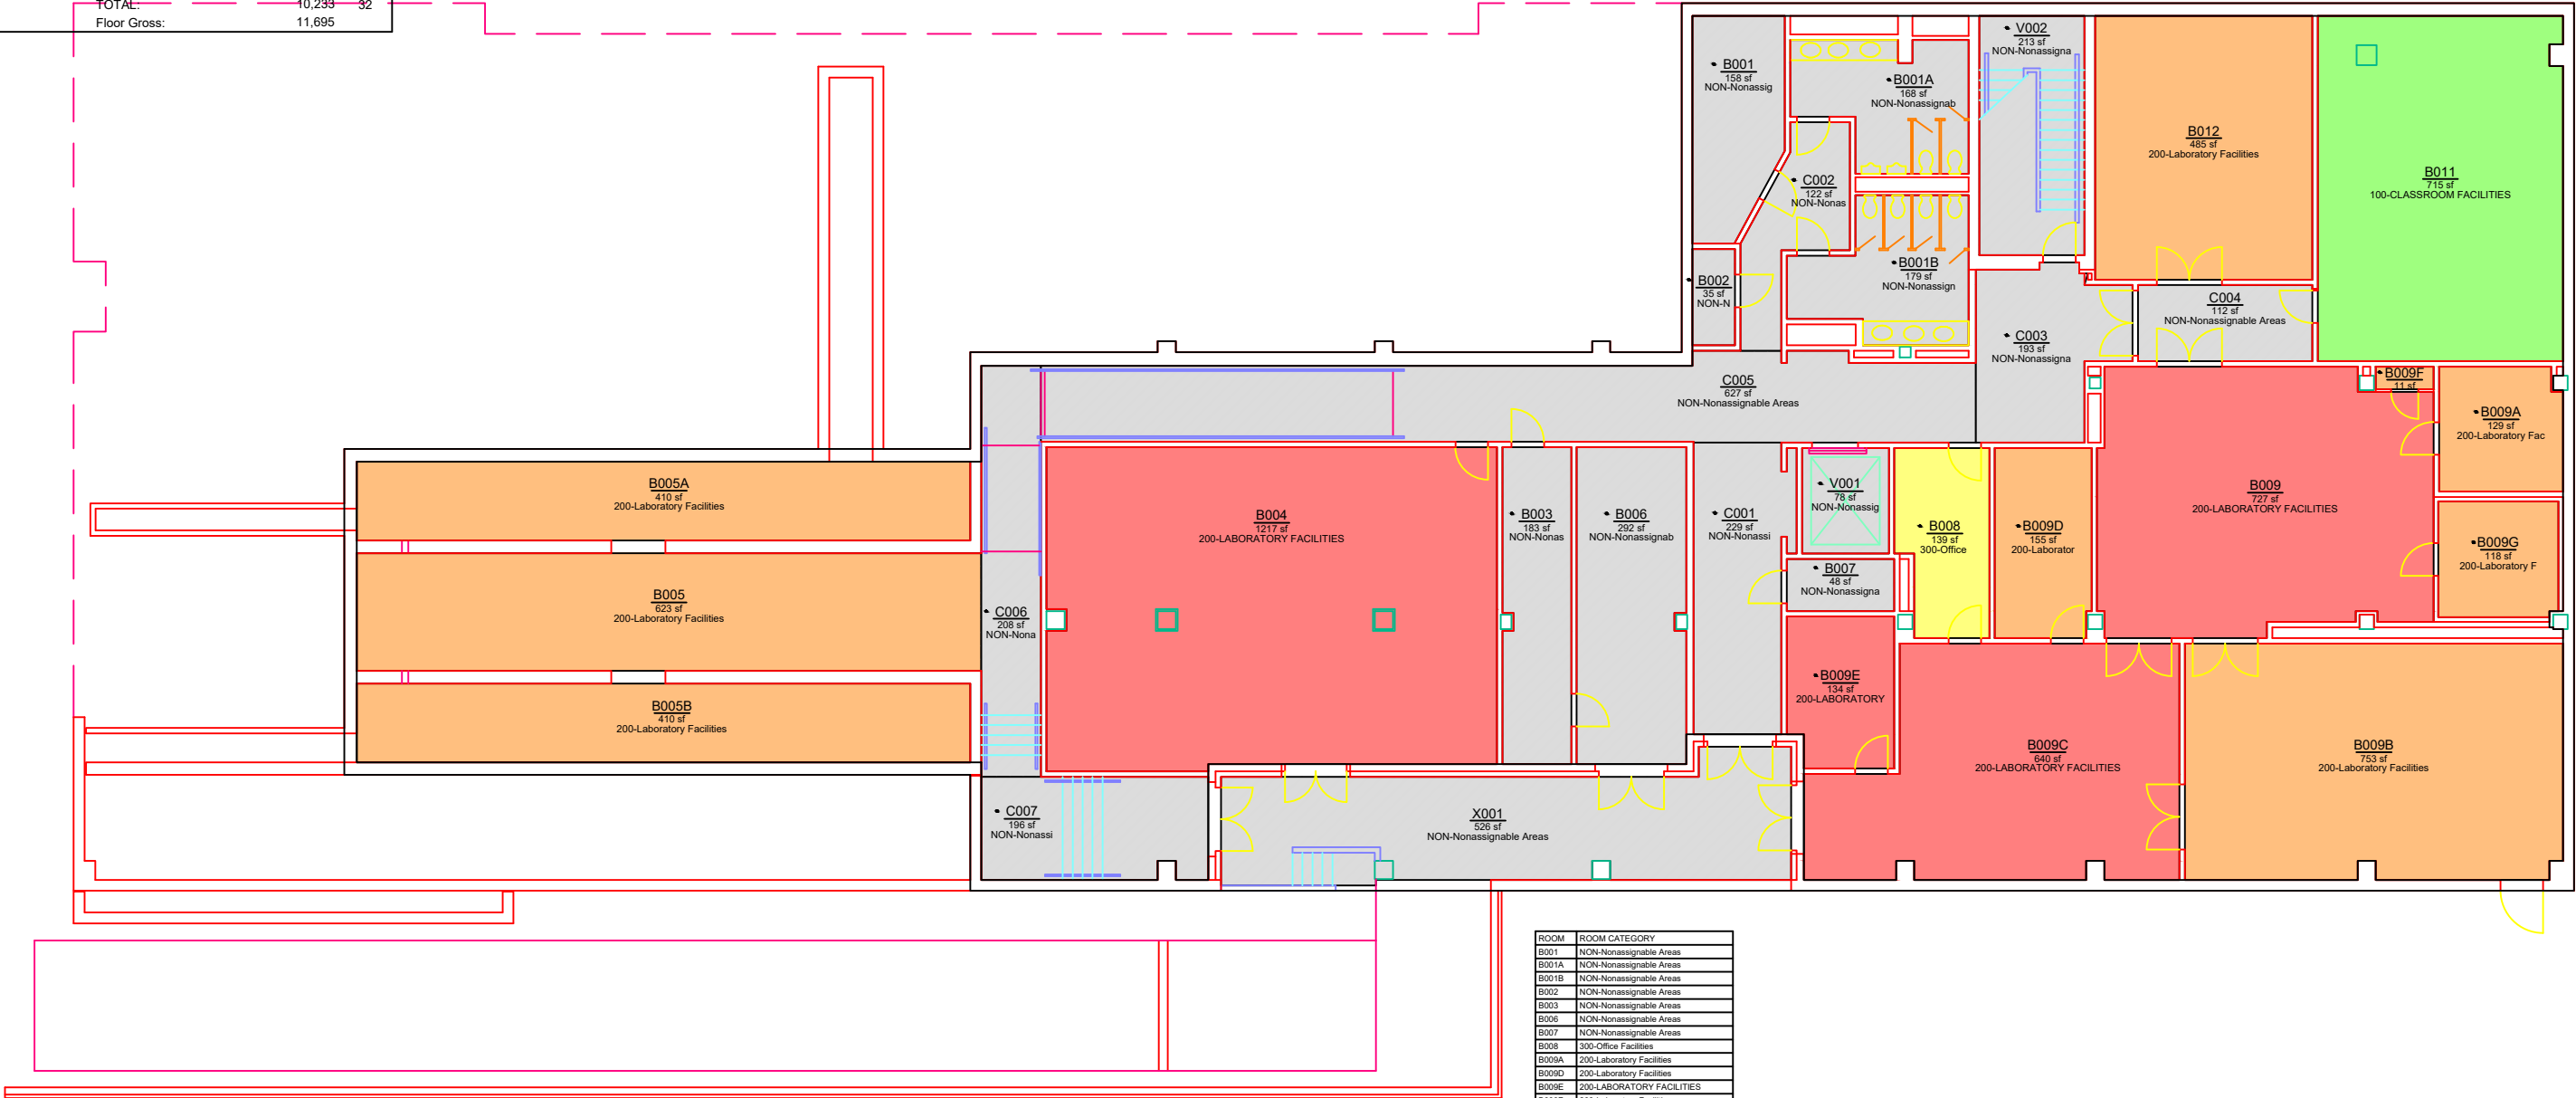 TOTAL: 10,233 32
Floor Gross: 11,695
V002
213 sf
NON-Nonassigna
B001
158 sf
NON-Nonassig
B001A
168 sf
NON-Nonassignab
B012
485 sf
200-Laboratory Facilities
B011
715 sf
100-CLASSROOM FACILITIES
C002
122 sf
NON-Nonas
B001B
179 sf
NON-Nonassign
B002
35 sf
NON-N
C004
112 sf
NON-Nonassignable Areas
C003
193 sf
NON-Nonassigna
C005
627 sf
NON-Nonassignable Areas
B009F
11 sf
B009A
129 sf
200-Laboratory Fac
B005A
410 sf
200-Laboratory Facilities
B004
1217 sf
200-LABORATORY FACILITIES
B003
183 sf
NON-Nonas
B006
292 sf
NON-Nonassignab
C001
229 sf
NON-Nonassi
V001
78 sf
NON-Nonassig
B008
139 sf
300-Office
B009D
155 sf
200-Laborator
B009
727 sf
200-LABORATORY FACILITIES
B009G
118 sf
200-Laboratory F
B007
48 sf
NON-Nonassigna
B005
623 sf
200-Laboratory Facilities
C006
208 sf
NON-Nona
B009E
134 sf
200-LABORATORY
B005B
410 sf
200-Laboratory Facilities
B009C
640 sf
200-LABORATORY FACILITIES
B009B
753 sf
200-Laboratory Facilities
C007
196 sf
NON-Nonassi
X001
526 sf
NON-Nonassignable Areas
ROOM ROOM CATEGORY
B001 NON-Nonassignable Areas
B001A NON-Nonassignable Areas
B001B NON-Nonassignable Areas
B002 NON-Nonassignable Areas
B003 NON-Nonassignable Areas
B006 NON-Nonassignable Areas
B007 NON-Nonassignable Areas
B008 300-Office Facilities
B009A 200-Laboratory Facilities
B009D 200-Laboratory Facilities
B009E 200-LABORATORY FACILITIES